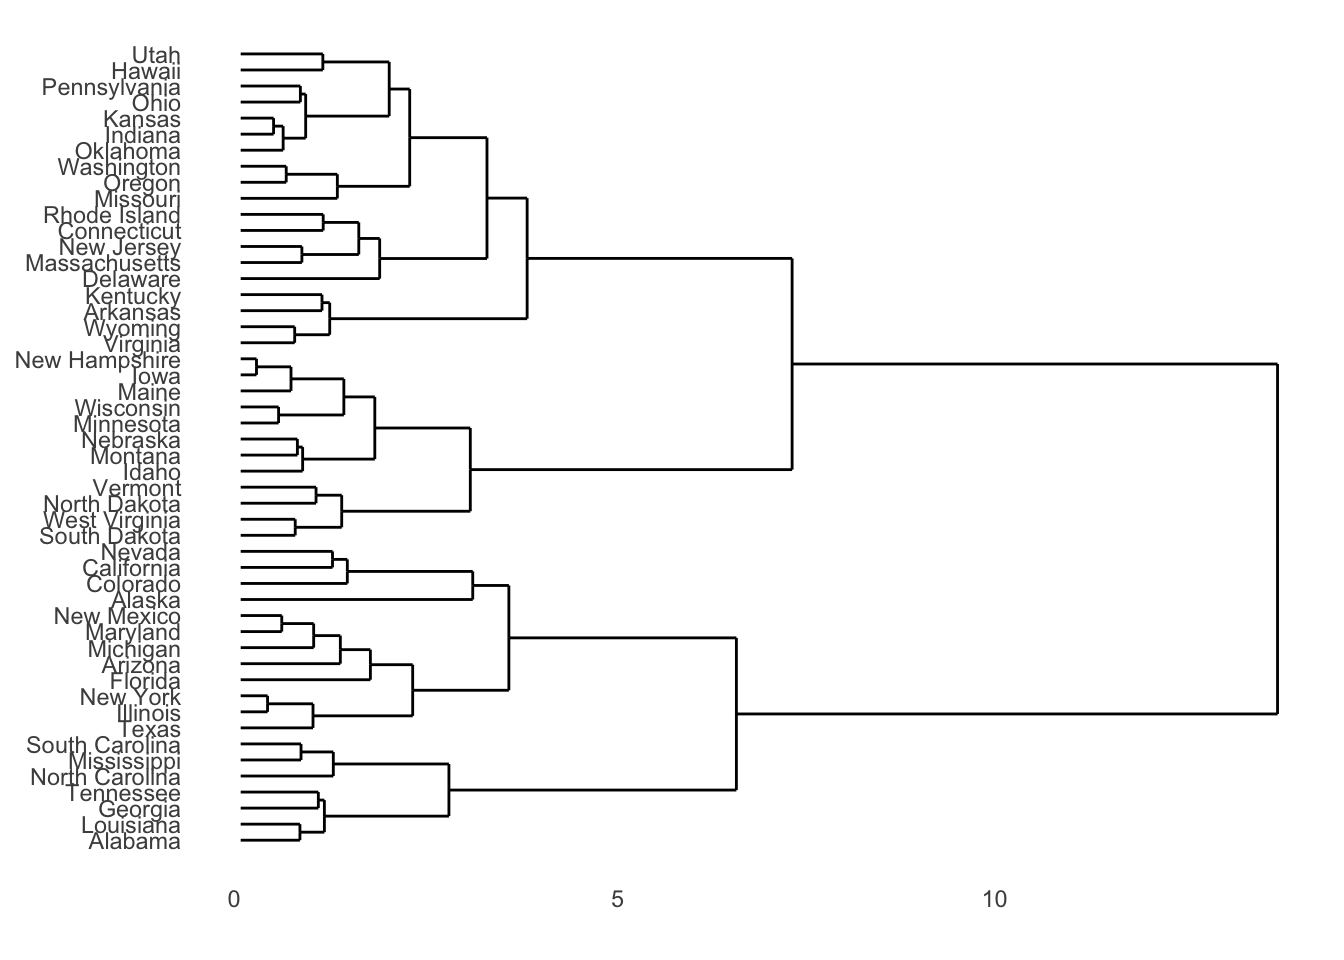 Utah
Hawaii
Pennsylvania
Ohio
Kansas
Indiana
Oklahoma
Washington
Oregon
Missouri
Rhode Island
Connecticut
New Jersey
Massachusetts
Delaware
Kentucky
Arkansas
Wyoming
Virginia
New Hampshire
Iowa
Maine
Wisconsin
Minnesota
Nebraska
Montana
Idaho
Vermont
North Dakota
West Virginia
South Dakota
Nevada
California
Colorado
Alaska
New Mexico
Maryland
Michigan
Arizona
Florida
New York
Illinois
Texas
South Carolina
Mississippi
North Carolina
Tennessee
Georgia
Louisiana
Alabama
0 5 10